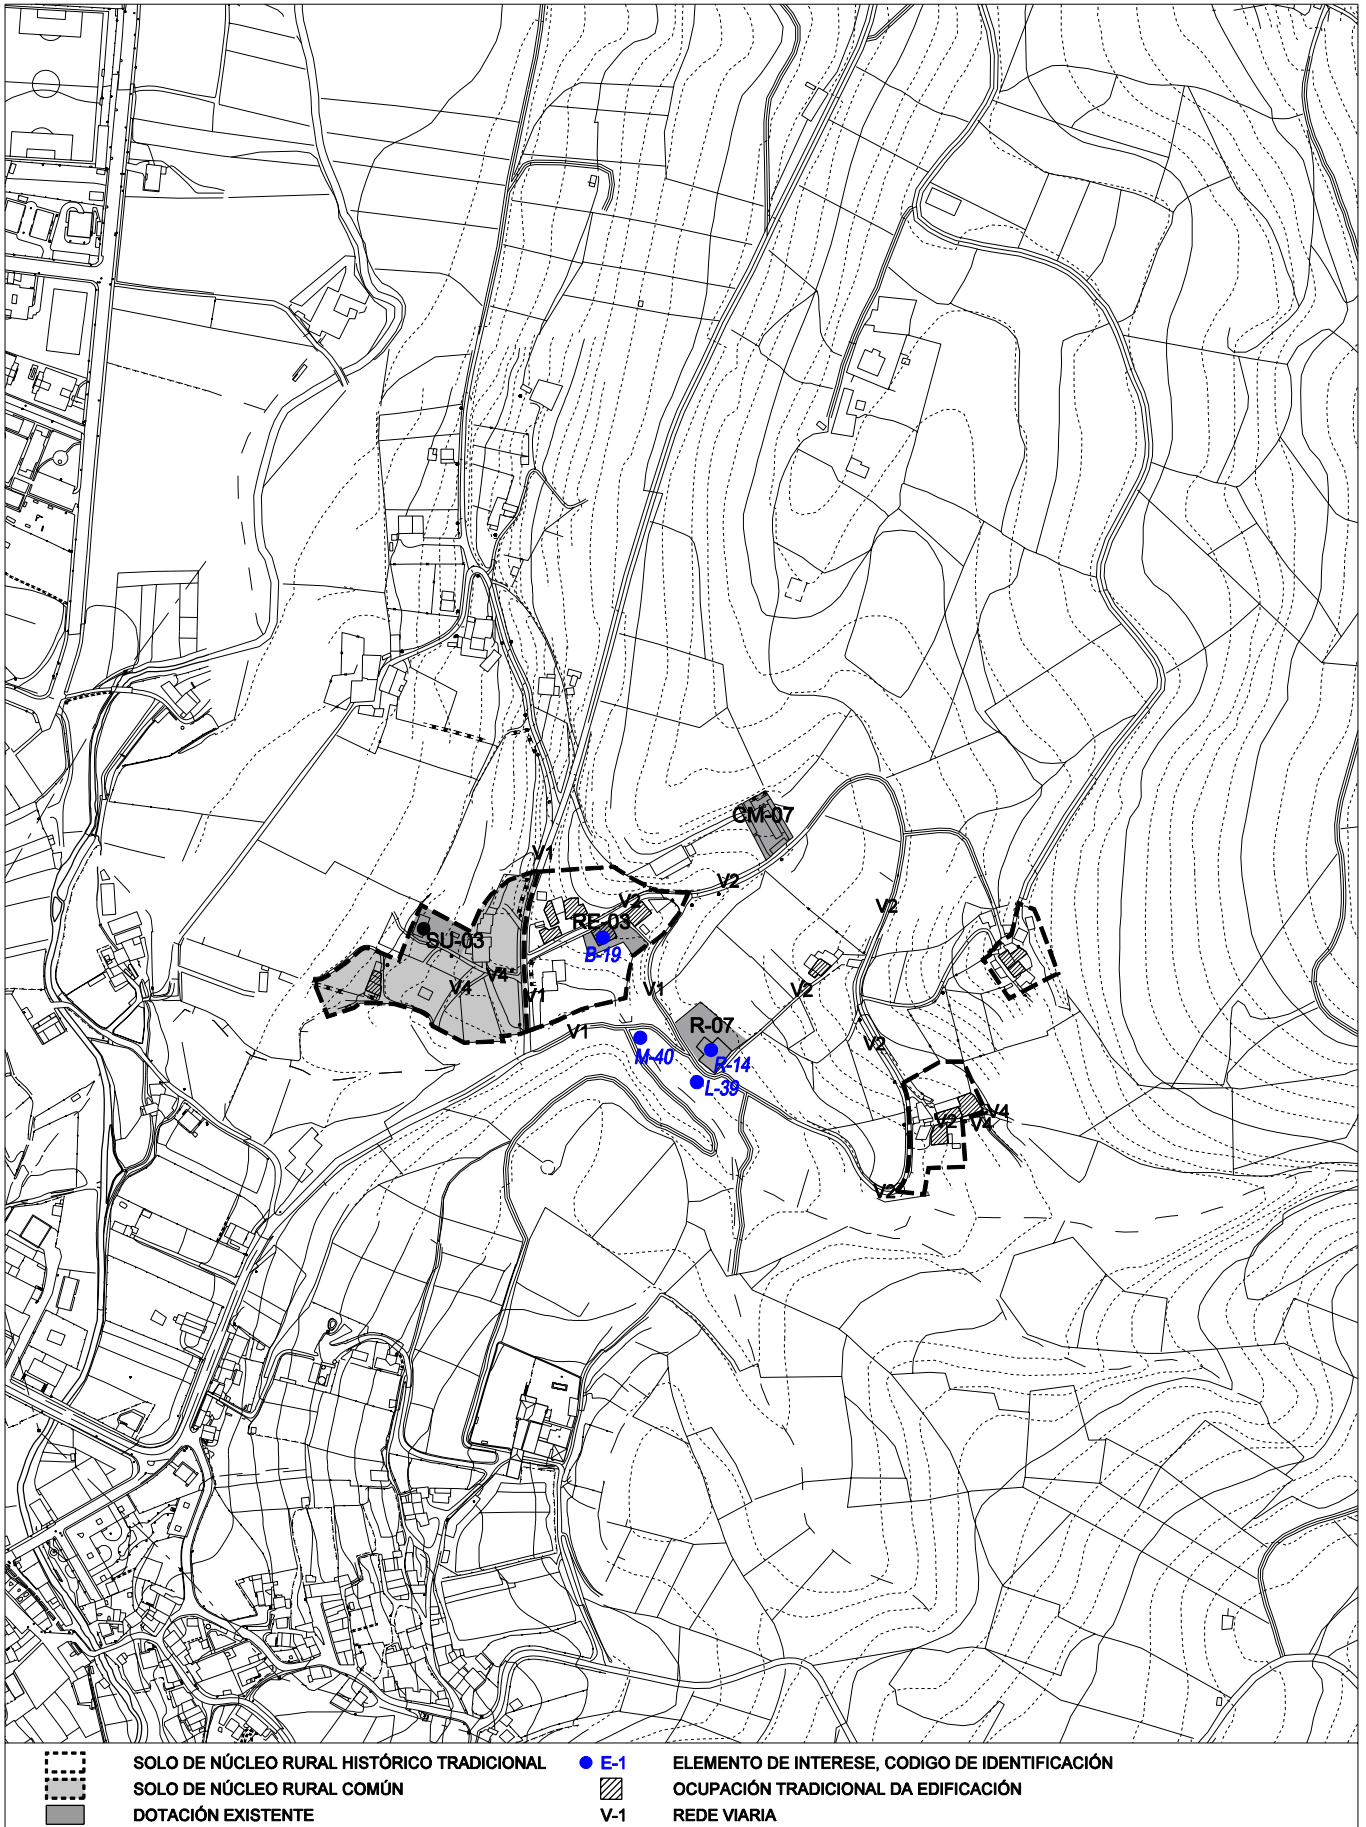 CM-07
V1
V2
V2
V2
RE-03
SU-03
B-19
V4
V4
V1
V1
V2
V1
R-07
M-40
R-14
L-39
V2
V2
V4
V4
V2
SOLO DE NÚCLEO RURAL HISTÓRICO TRADICIONAL
E-1 ELEMENTO DE INTERESE, CODIGO DE IDENTIFICACIÓN
SOLO DE NÚCLEO RURAL COMÚN
OCUPACIÓN TRADICIONAL DA EDIFICACIÓN
DOTACIÓN EXISTENTE
V-1 REDE VIARIA